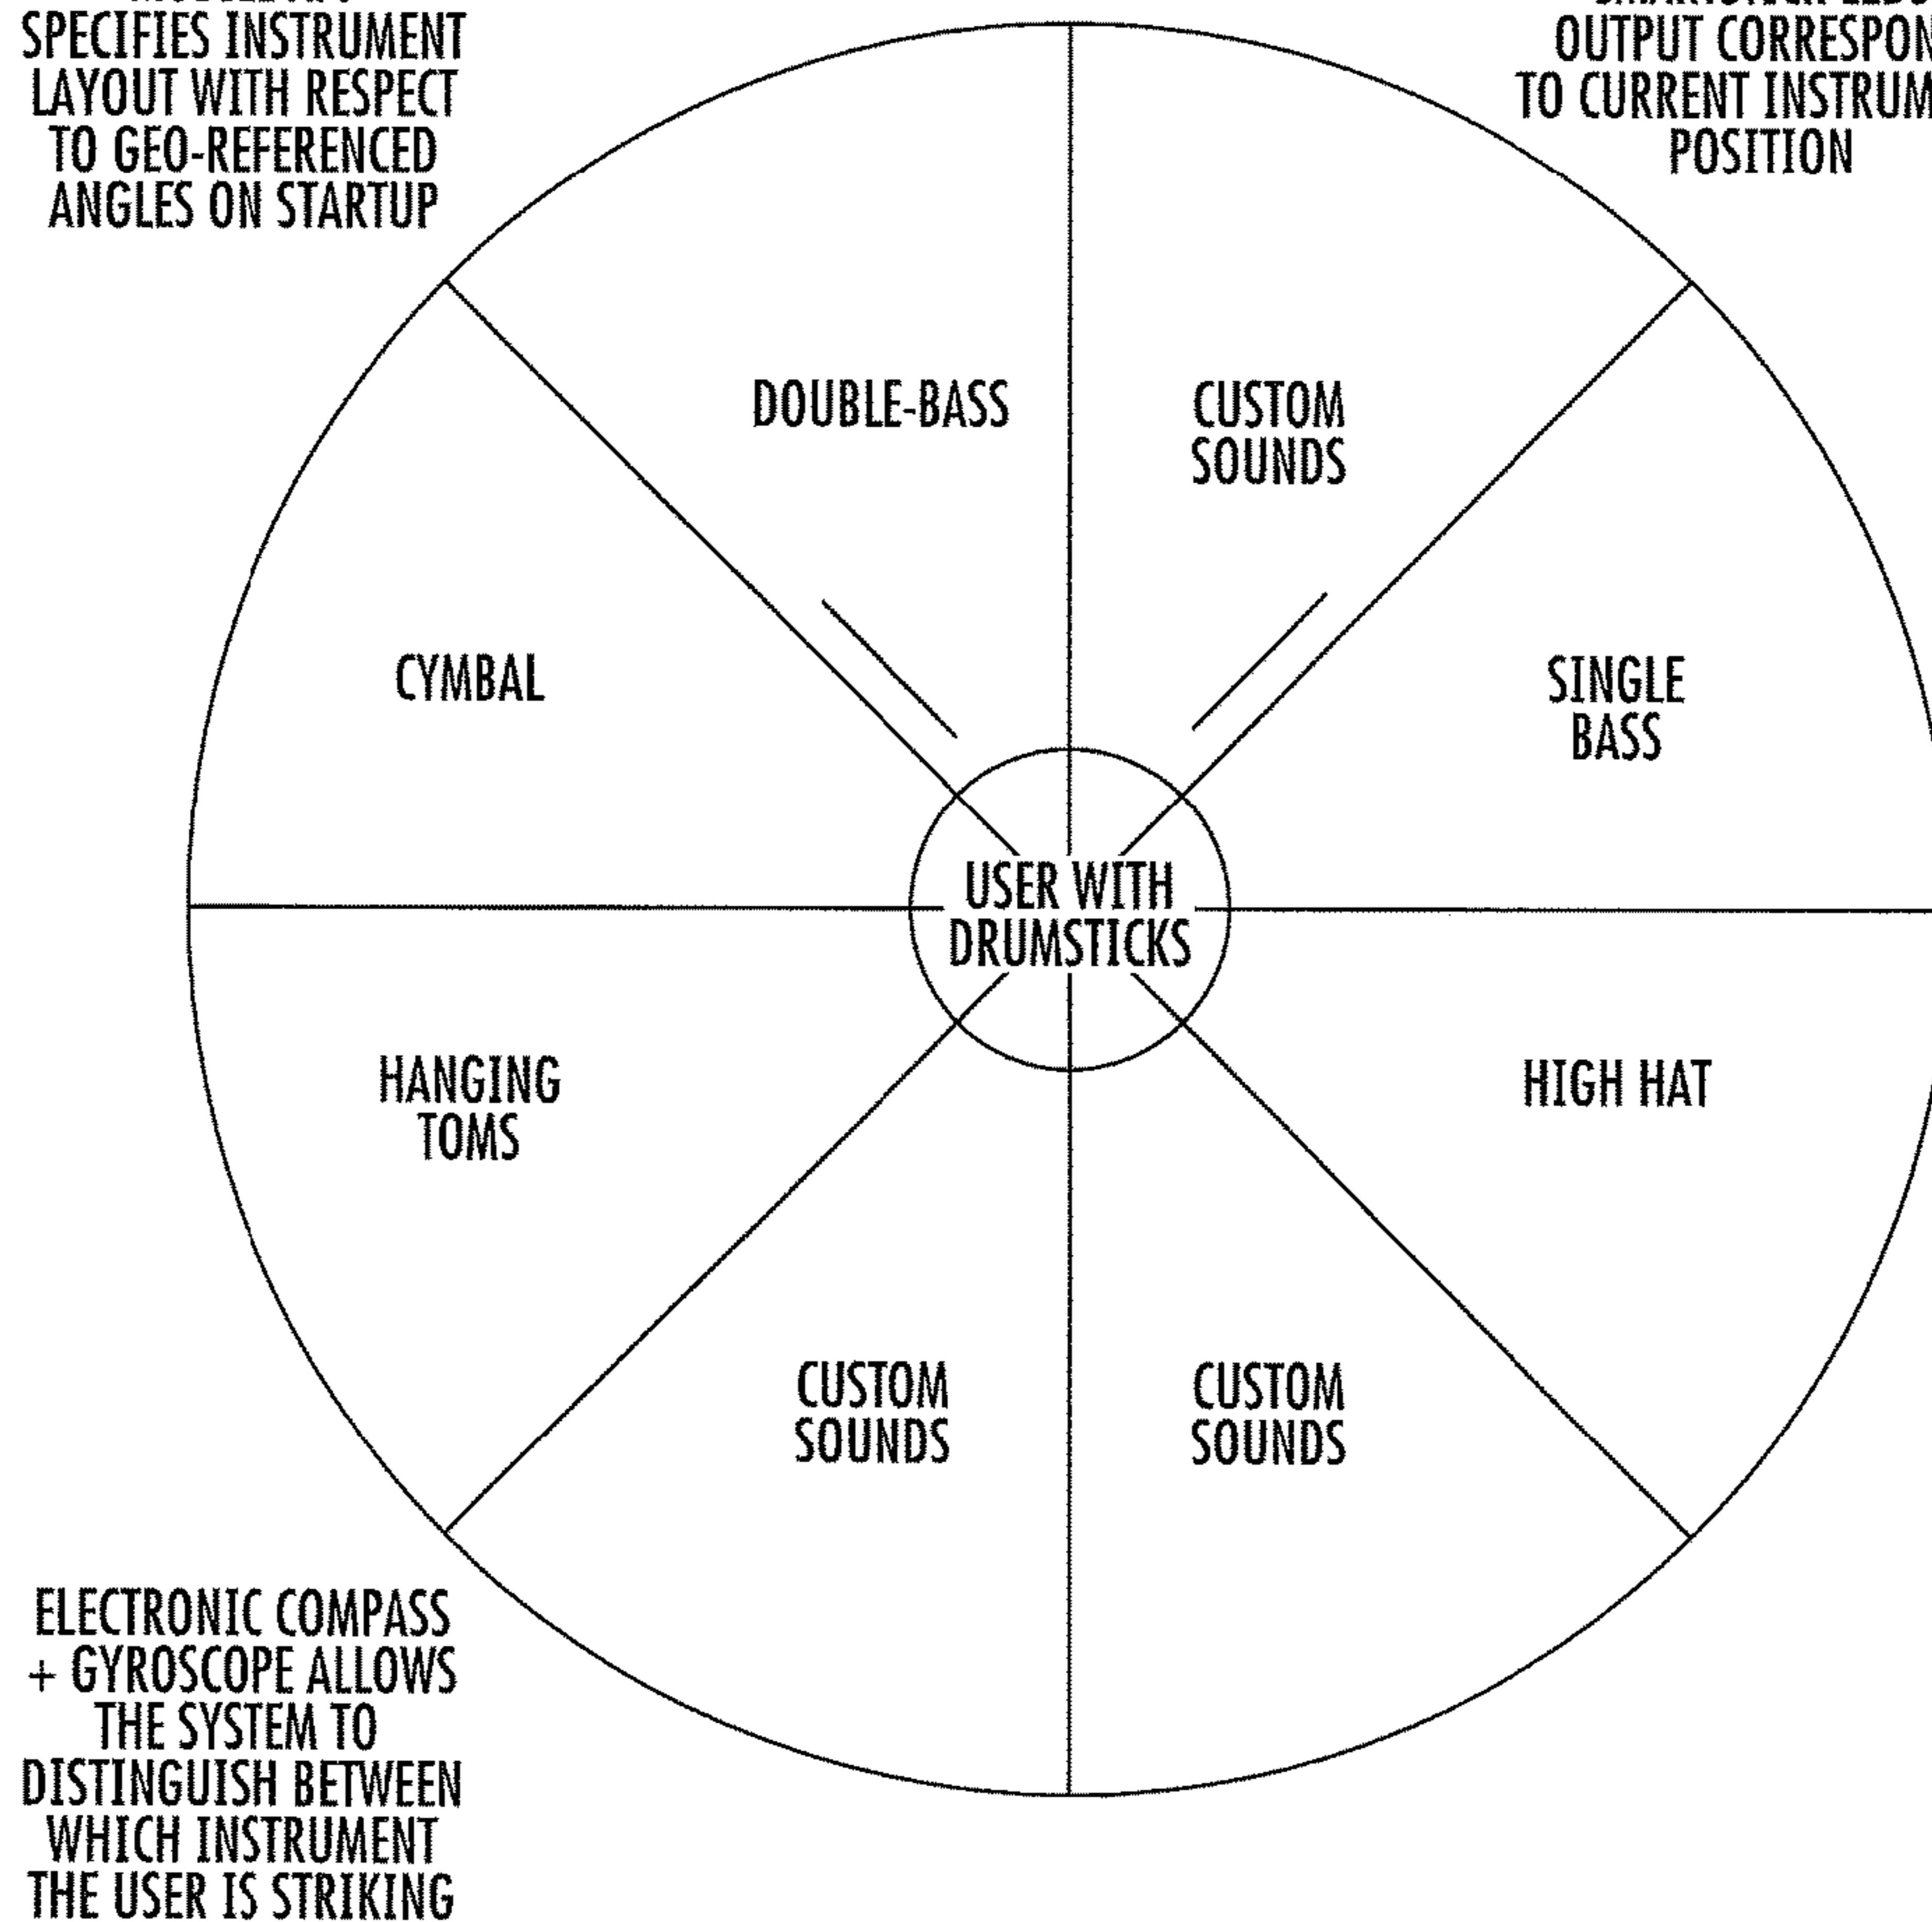 SPECIFIES INSTRUMENT
LAYOUT WITH RESPECT
TO GEO-REFERENCED
ANGLES ON STARTUP
OUTPUT CORRESPON
TO CURRENT INSTRUM
POSITION
DOUBLE-BASS
CUSTOM
SOUNDS
CYMBAL
SINGLE
BASS
USER WITH
DRUMSTICKS
HANGING
TOMS
HIGH HAT
CUSTOM
SOUNDS
CUSTOM
SOUNDS
ELECTRONIC COMPASS
+ GYROSCOPE ALLOWS
THE SYSTEM TO
DISTINGUISH BETWEEN
WHICH INSTRUMENT
THE USER IS STRIKING